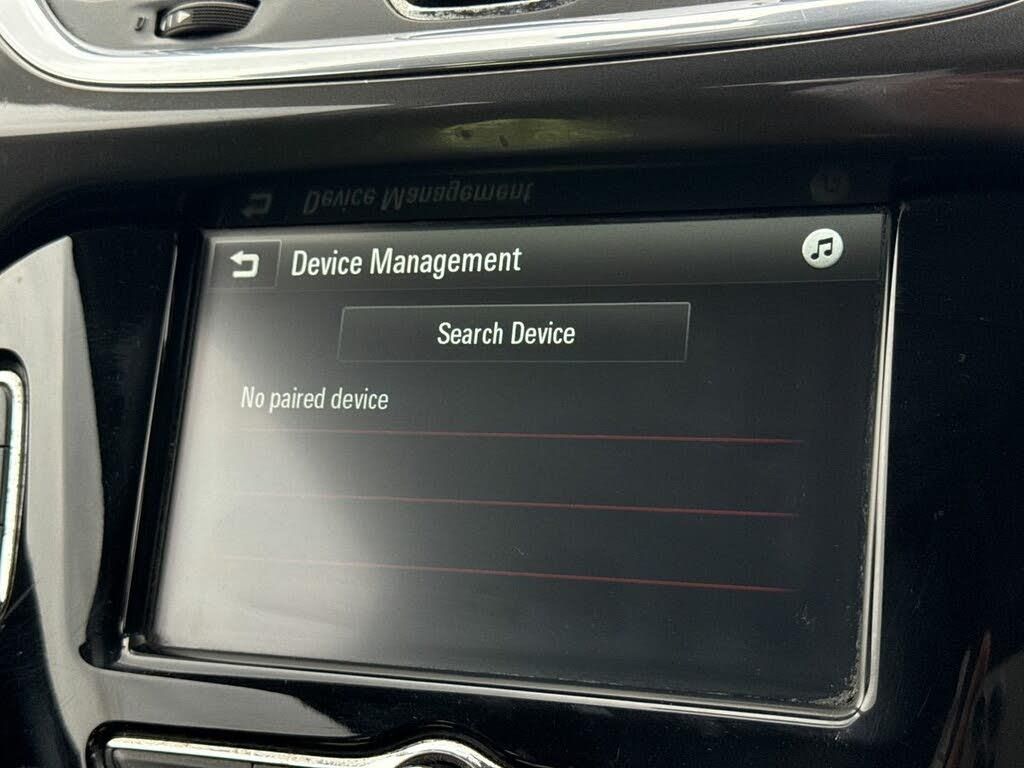 Device Management
Search Device
No paired device